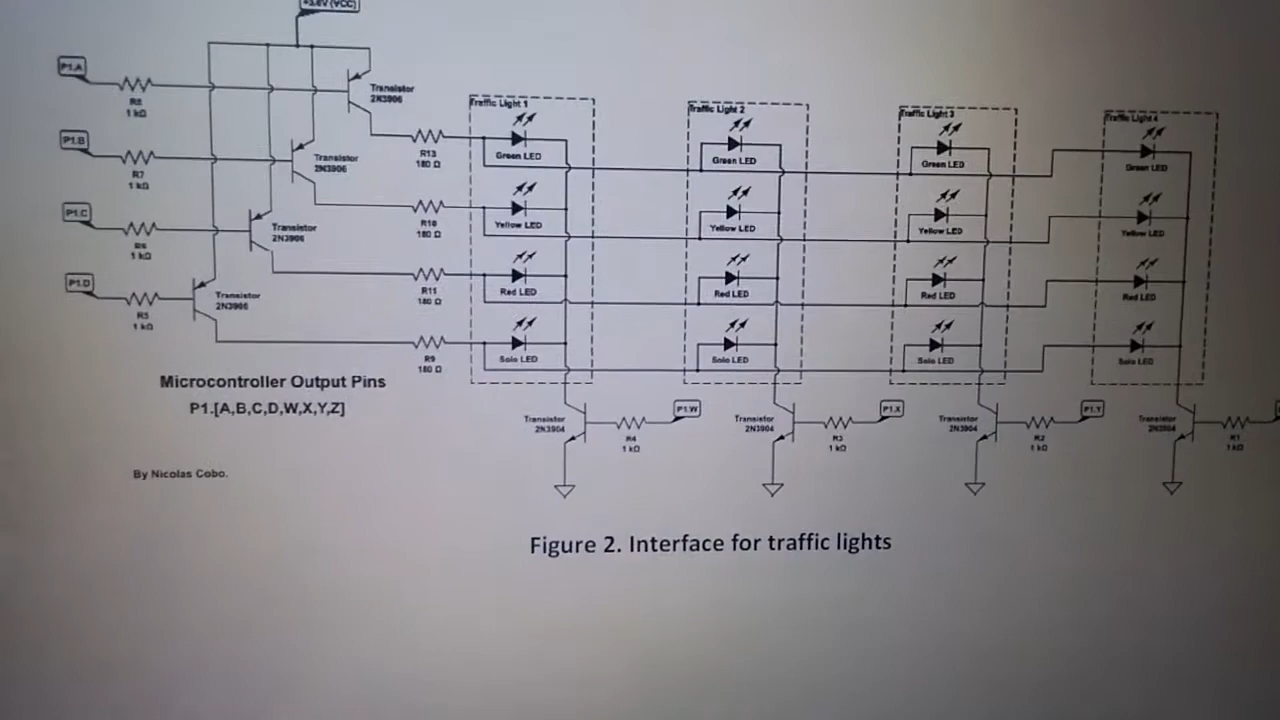 +3.6V (VCC)
P1.A
R8
1 kΩ
Transistor
2N3906
P1.B
R7
1 kΩ
Transistor
2N3906
P1.C
R6
1 kΩ
Transistor
2N3906
P1.D
R5
1 kΩ
Transistor
2N3906
R13
180 Ω
R10
180 Ω
R11
180 Ω
R9
180 Ω
Traffic Light 1
Green LED
Yellow LED
Red LED
Solo LED
Traffic Light 2
Green LED
Yellow LED
Red LED
Solo LED
Traffic Light 3
Green LED
Yellow LED
Red LED
Solo LED
Traffic Light 4
Green LED
Yellow LED
Red LED
Solo LED
Transistor
2N3904
R4
1 kΩ
P1.W
Transistor
2N3904
R3
1 kΩ
P1.X
Transistor
2N3904
R2
1 kΩ
P1.Y
Transistor
2N3904
R1
1 kΩ
Microcontroller Output Pins
P1.[A,B,C,D,W,X,Y,Z]
By Nicolas Cobo.
Figure 2. Interface for traffic lights